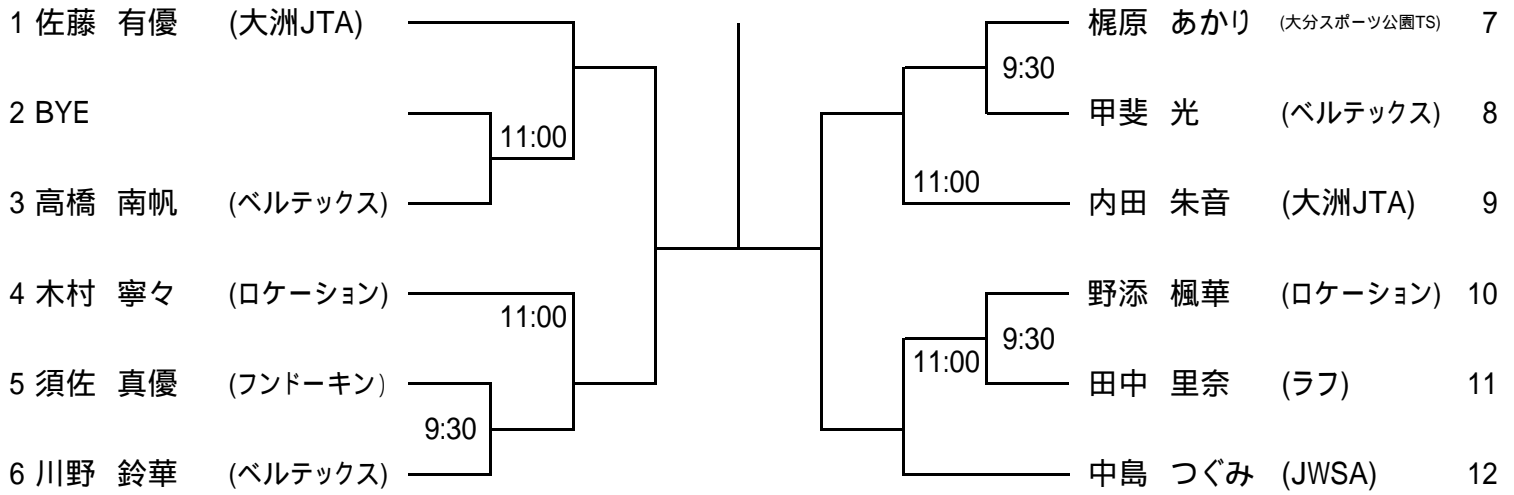 1 佐藤 有優 (大洲JTA)
2 BYE
11:00
3 高橋 南帆 (ベルテックス)
4 木村 寧々 (ロケーション)
11:00
5 須佐 真優 (フンドーキン)
9:30
6 川野 鈴華 (ベルテックス)
梶原 あかり (大分スポーツ公園TS) 7
9:30
甲斐 光 (ベルテックス) 8
11:00
内田 朱音 (大洲JTA) 9
野添 楓華 (ロケーション) 10
9:30
11:00
田中 里奈 (ラフ) 11
中島 つぐみ (JWSA) 12